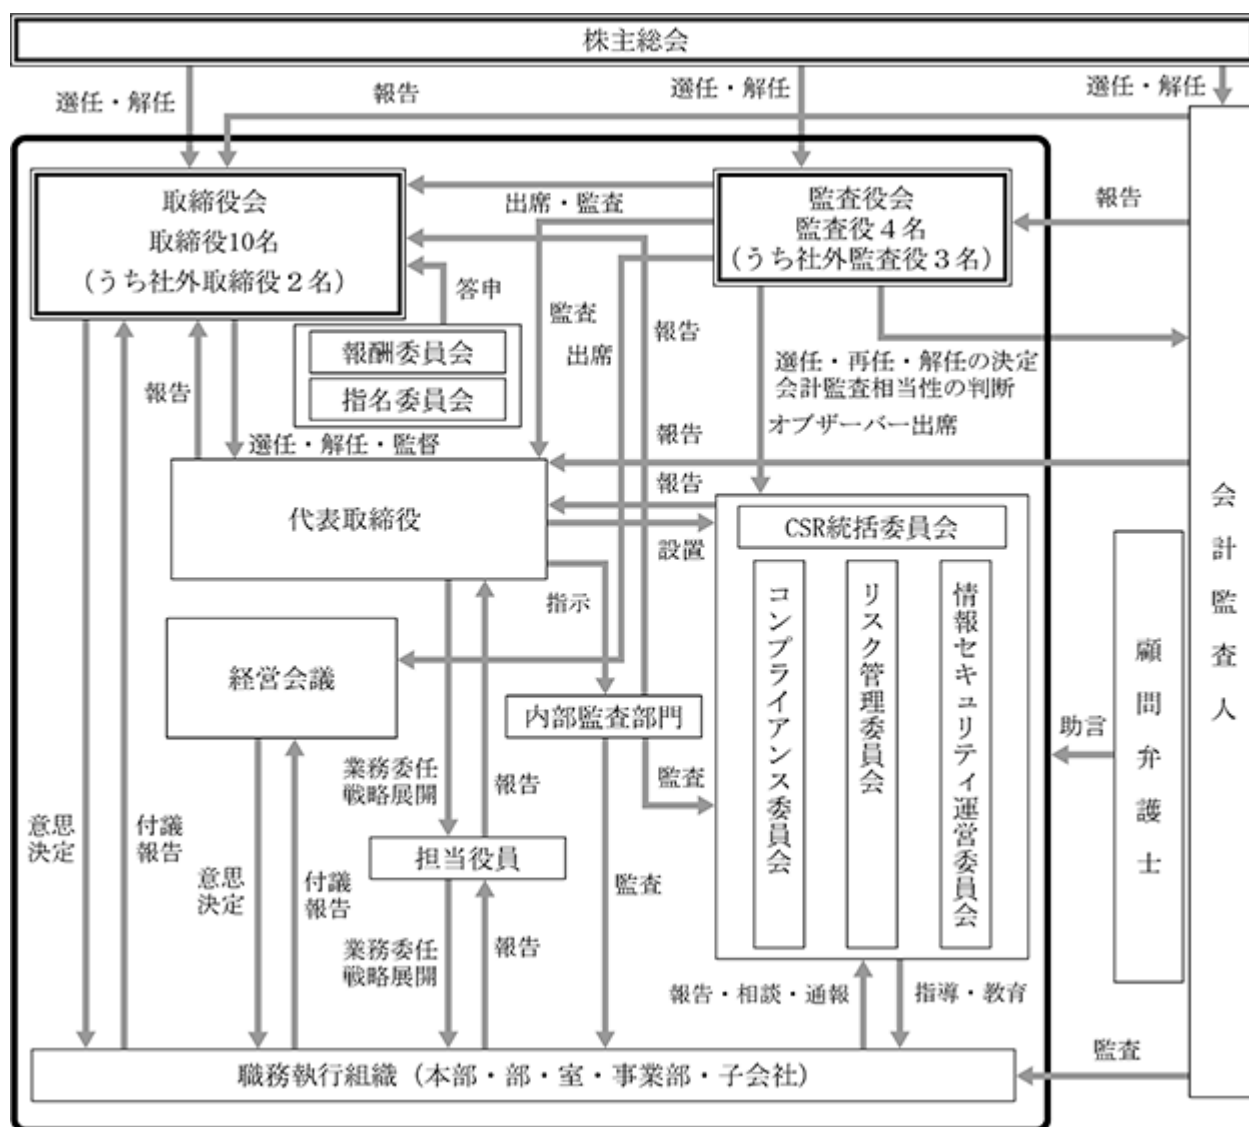 株主総会
選任・解任
報告
選任・解任
選任・解任
取締役会
取締役10名
(うち社外取締役2名)
出席・監査
監査役会
監査役4名
(うち社外監査役3名)
報告
答申
監査
出席
報告
報酬委員会
指名委員会
選任・再任・解任の決定
会計監査相当性の判断
オブザーバー出席
報告
選任・解任・監督
報告
報告
代表取締役
設置
CSR統括委員会
コンプライアンス委員会
リスク管理委員会
情報セキュリティ運営委員会
会計監査人
顧問弁護士
助言
指示
経営会議
内部監査部門
監査
業務委任
戦略展開
報告
担当役員
意思
決定
付議
報告
意思
決定
付議
報告
監査
業務委任
戦略展開
報告
報告・相談・通報
指導・教育
監査
職務執行組織(本部・部・室・事業部・子会社)